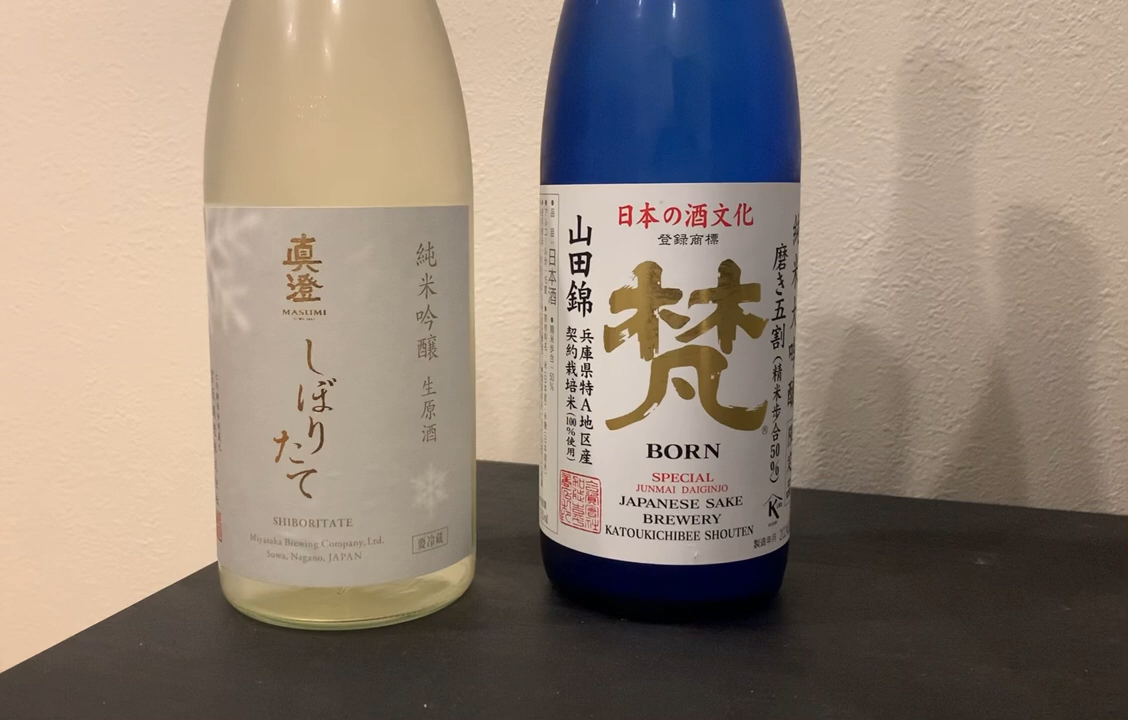 真澄
MASUMI
しぼり
たて
純米吟醸 生原酒
SHIBORITATE
Miyasaka Brewing Company, Ltd.
Suwa, Nagano, JAPAN
要冷蔵
日本の酒文化
登録商標
梵
®
BORN
SPECIAL
JUNMAI DAIGINJO
JAPANESE SAKE
BREWERY
KATOUKICHIBEE SHOUTEN
山田錦
兵庫県特A地区産
契約栽培米(100%使用)
磨き五割(精米歩合50%)
日本酒
製造年月